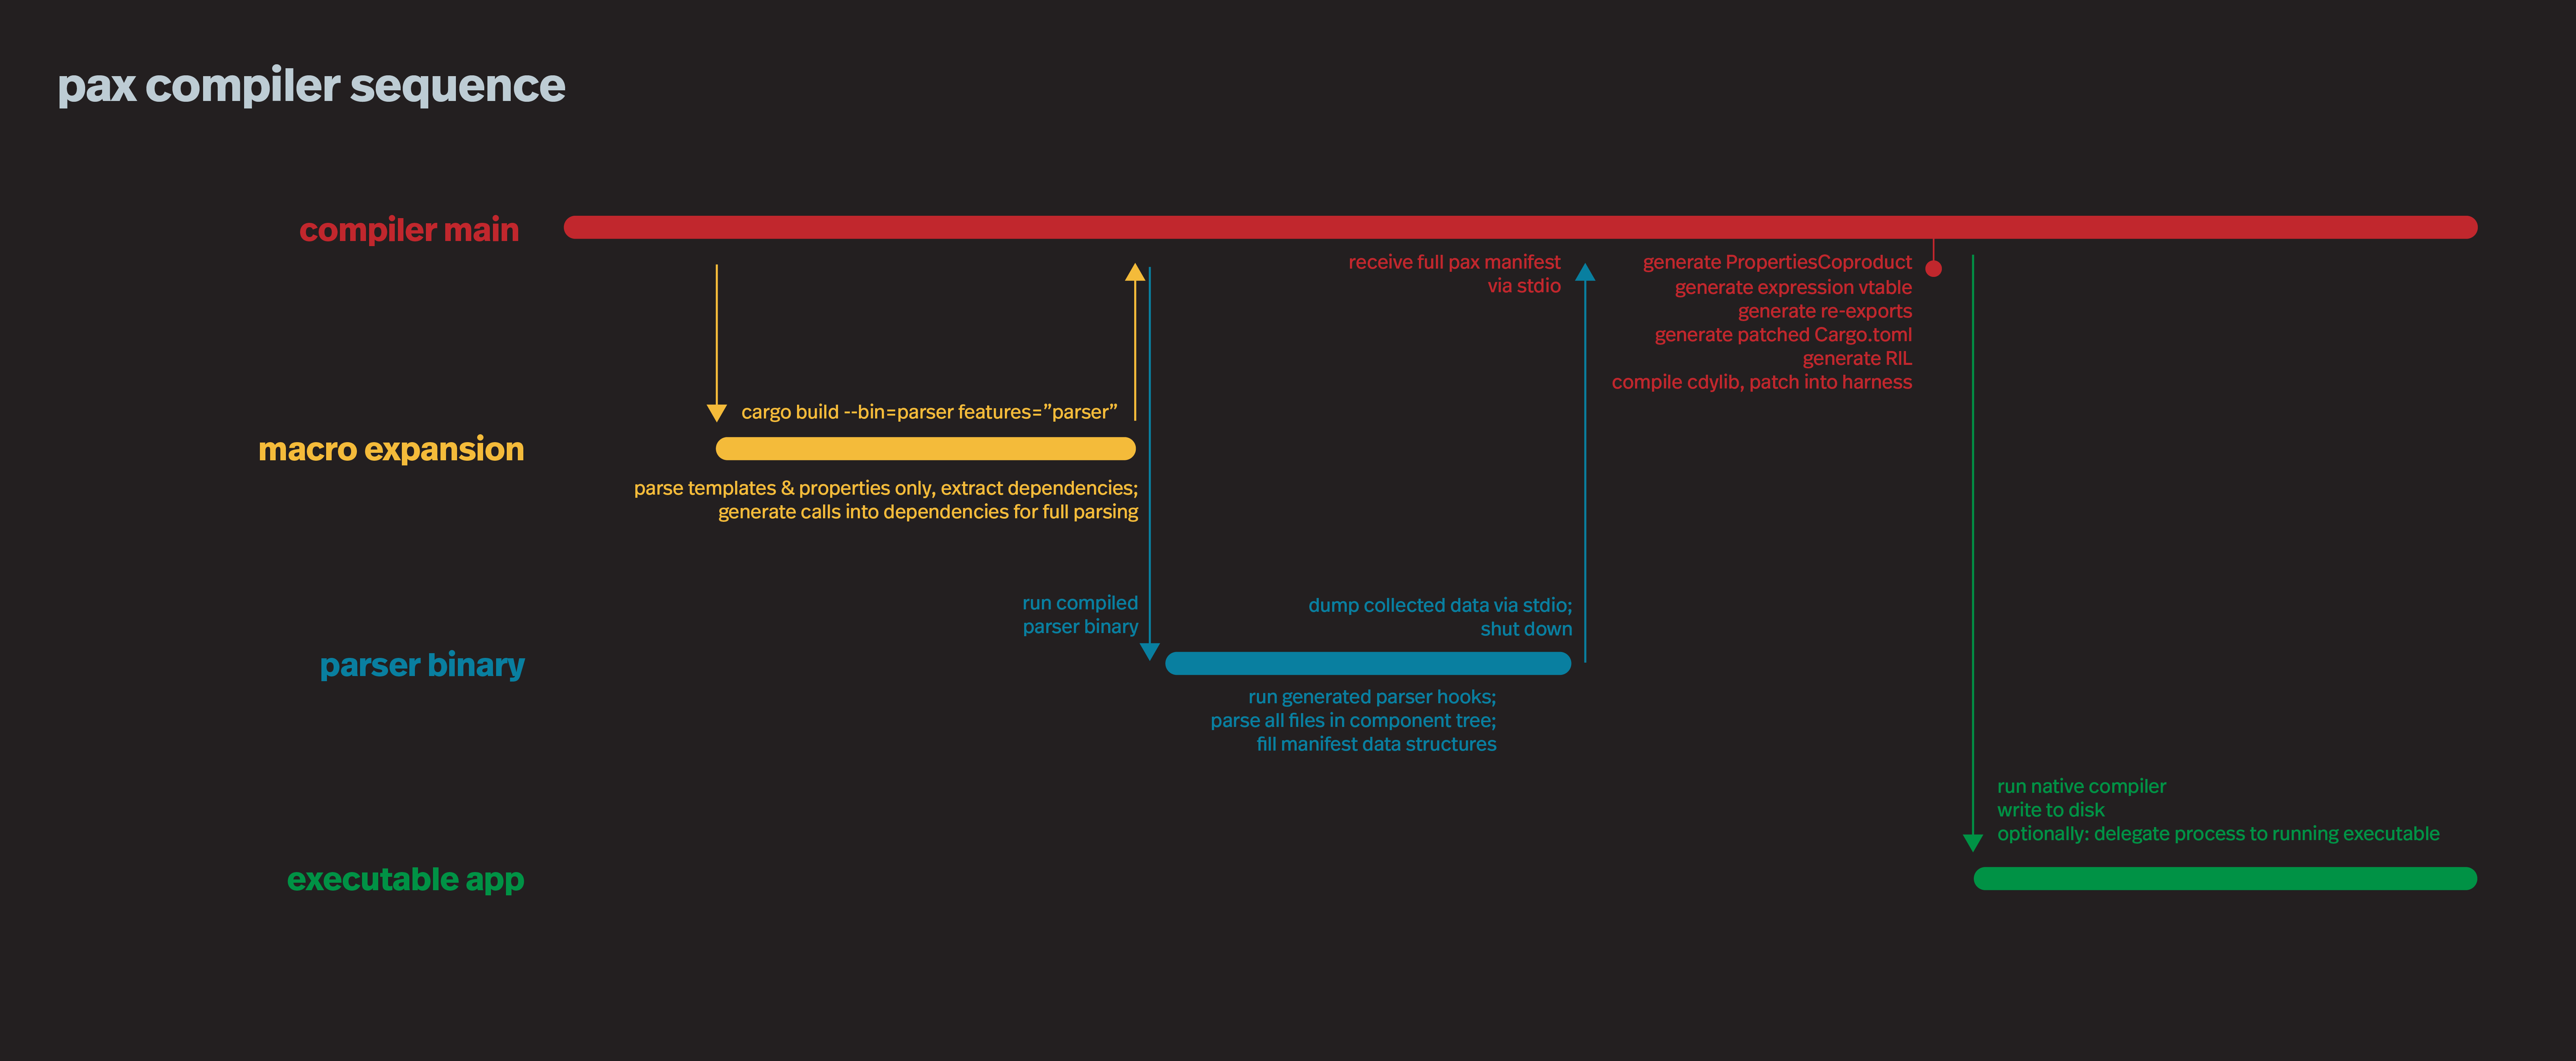 pax compiler sequence
compiler main
receive full pax manifest
via stdio
generate PropertiesCoproduct
generate expression vtable
generate re-exports
generate patched Cargo.toml
generate RIL
compile cdylib, patch into harness
cargo build --bin=parser features=”parser”
macro expansion
parse templates & properties only, extract dependencies;
generate calls into dependencies for full parsing
run compiled
parser binary
dump collected data via stdio;
shut down
parser binary
run generated parser hooks;
parse all files in component tree;
fill manifest data structures
run native compiler
write to disk
optionally: delegate process to running executable
executable app